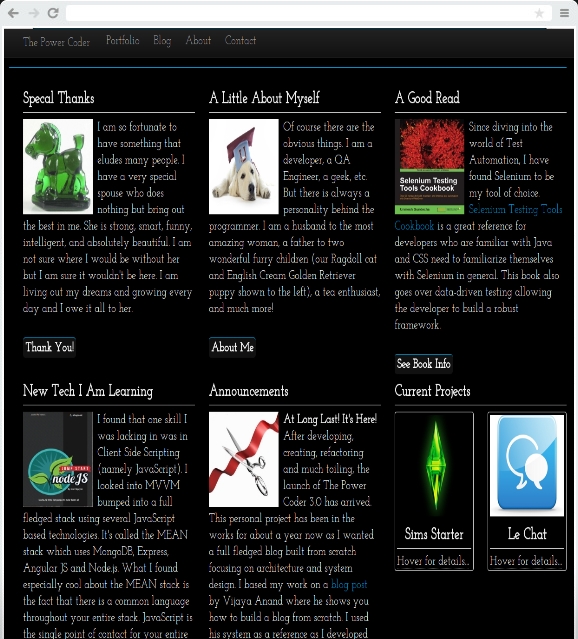 The Power Coder Portfolio Blog About Contact
Specal Thanks
I am so fortunate to
have something that
eludes many people. I
have a very special
spouse who does
nothing but bring out
the best in me. She is strong, smart, funny,
intelligent, and absolutely beautiful. I am
not sure where I would be without her
but I am sure it wouldn't be here. I am
living out my dreams and growing every
day and I owe it all to her.
Thank You!
A Little About Myself
Of course there are the
obvious things. I am a
developer, a QA
Engineer, a geek, etc.
But there is always a
personality behind the
programmer. I am a husband to the most
amazing woman, a father to two
wonderful furry children (our Ragdoll cat
and English Cream Golden Retriever
puppy shown to the left), a tea enthusiast,
and much more!
About Me
A Good Read
Selenium Testing
Tools Cookbook
Since diving into the
world of Test
Automation, I have
found Selenium to be
my tool of choice.
Selenium Testing Tools
Cookbook is a great reference for
developers who are familiar with Java
and CSS need to familiarize themselves
with Selenium in general. This book also
goes over data-driven testing allowing
the developer to build a robust
framework.
See Book Info
New Tech I Am Learning
JUMP START
node.JS
I found that one skill I
was lacking in was in
Client Side Scripting
(namely JavaScript). I
looked into MVVM
bumped into a full
fledged stack using several JavaScript
based technologies. It's called the MEAN
stack which uses MongoDB, Express,
Angular JS and Node.js. What I found
especially cool about the MEAN stack is
the fact that there is a common language
throughout your entire stack. JavaScript is
the single point of contact for your entire
Announcements
At Long Last! It's Here!
After developing,
creating, refactoring
and much toiling, the
launch of The Power
Coder 3.0 has arrived.
This personal project has been in the
works for about a year now as I wanted
a full fledged blog built from scratch
focusing on architecture and system
design. I based my work on a blog post
by Vijaya Anand where he shows you
how to build a blog from scratch. I used
his system as a reference as I developed
Current Projects
Sims Starter
Hover for details...
Le Chat
Hover for details...